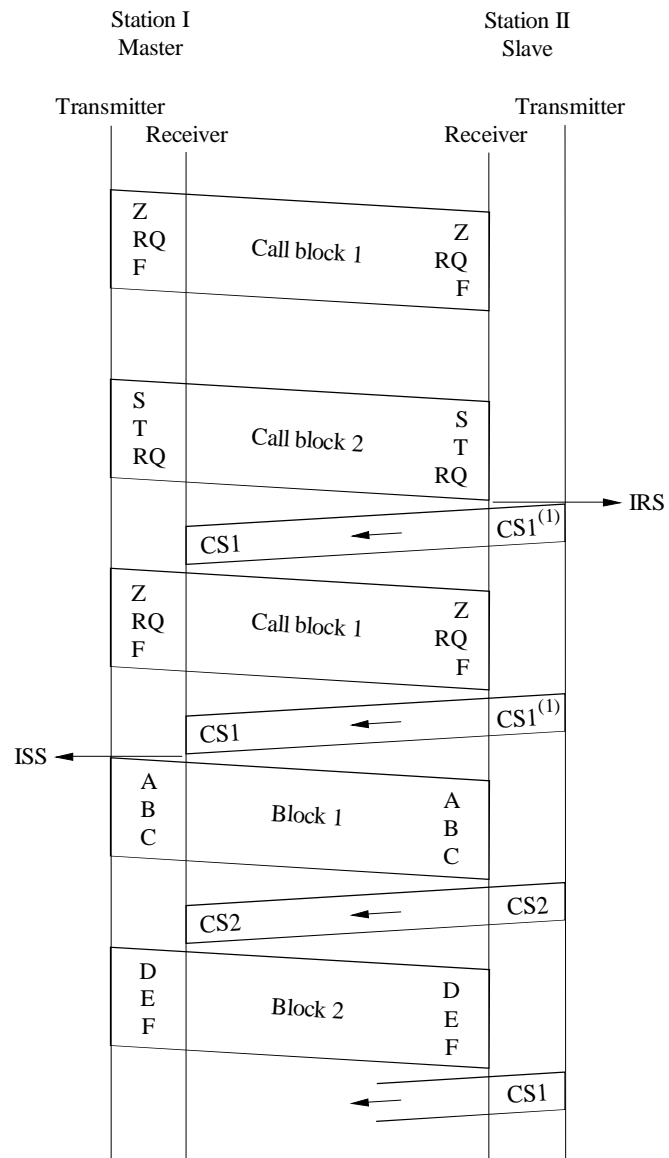 Station I
Master
Station II
Slave
Transmitter
Receiver
Receiver
Transmitter
Z
RQ
F
Call block 1
Z
RQ
F
S
T
RQ
Call block 2
S
T
RQ
IRS
CS1
CS1(1)
Z
RQ
F
Call block 1
Z
RQ
F
CS1
CS1(1)
ISS
A
B
C
Block 1
A
B
C
CS2
CS2
D
E
F
Block 2
D
E
F
CS1